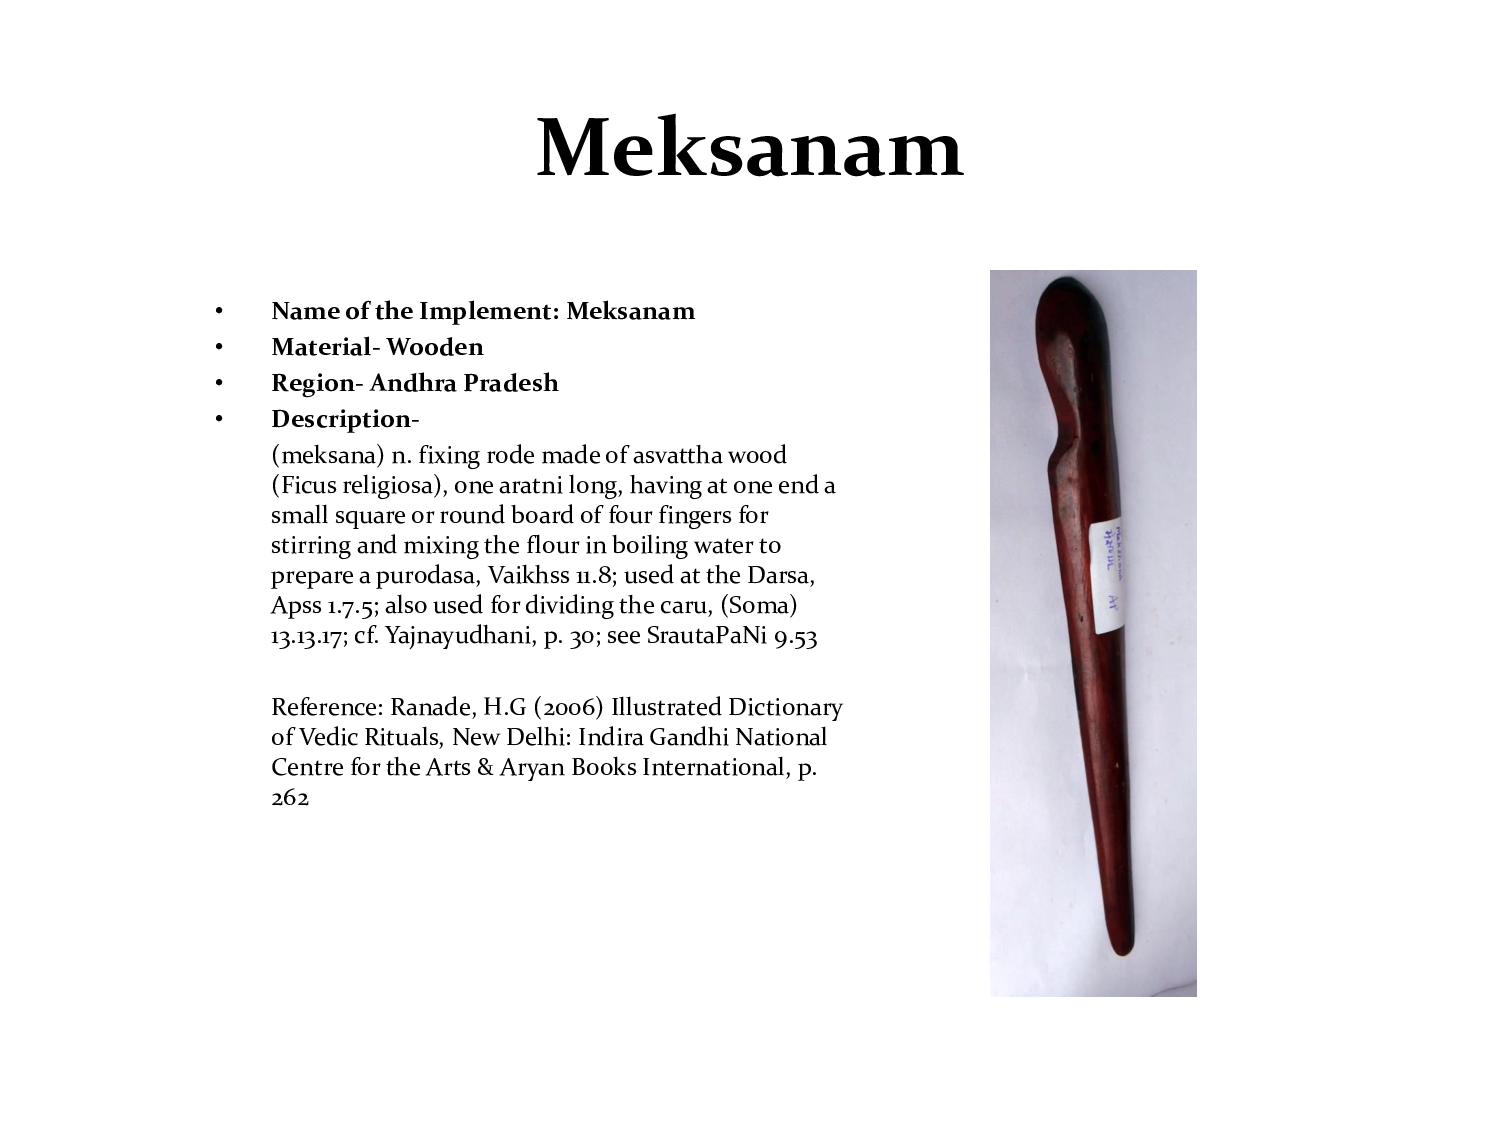 Meksanam
• Name of the Implement: Meksanam
• Material- Wooden
• Region- Andhra Pradesh
• Description-
(meksana) n. fixing rode made of asvattha wood
(Ficus religiosa), one aratni long, having at one end a
small square or round board of four fingers for
stirring and mixing the flour in boiling water to
prepare a purodasa, Vaikhss 11.8; used at the Darsa,
Apss 1.7.5; also used for dividing the caru, (Soma)
13.13.17; cf. Yajnayudhani, p. 30; see SrautaPaNi 9.53
Reference: Ranade, H.G (2006) Illustrated Dictionary
of Vedic Rituals, New Delhi: Indira Gandhi National
Centre for the Arts & Aryan Books International, p.
262
AP